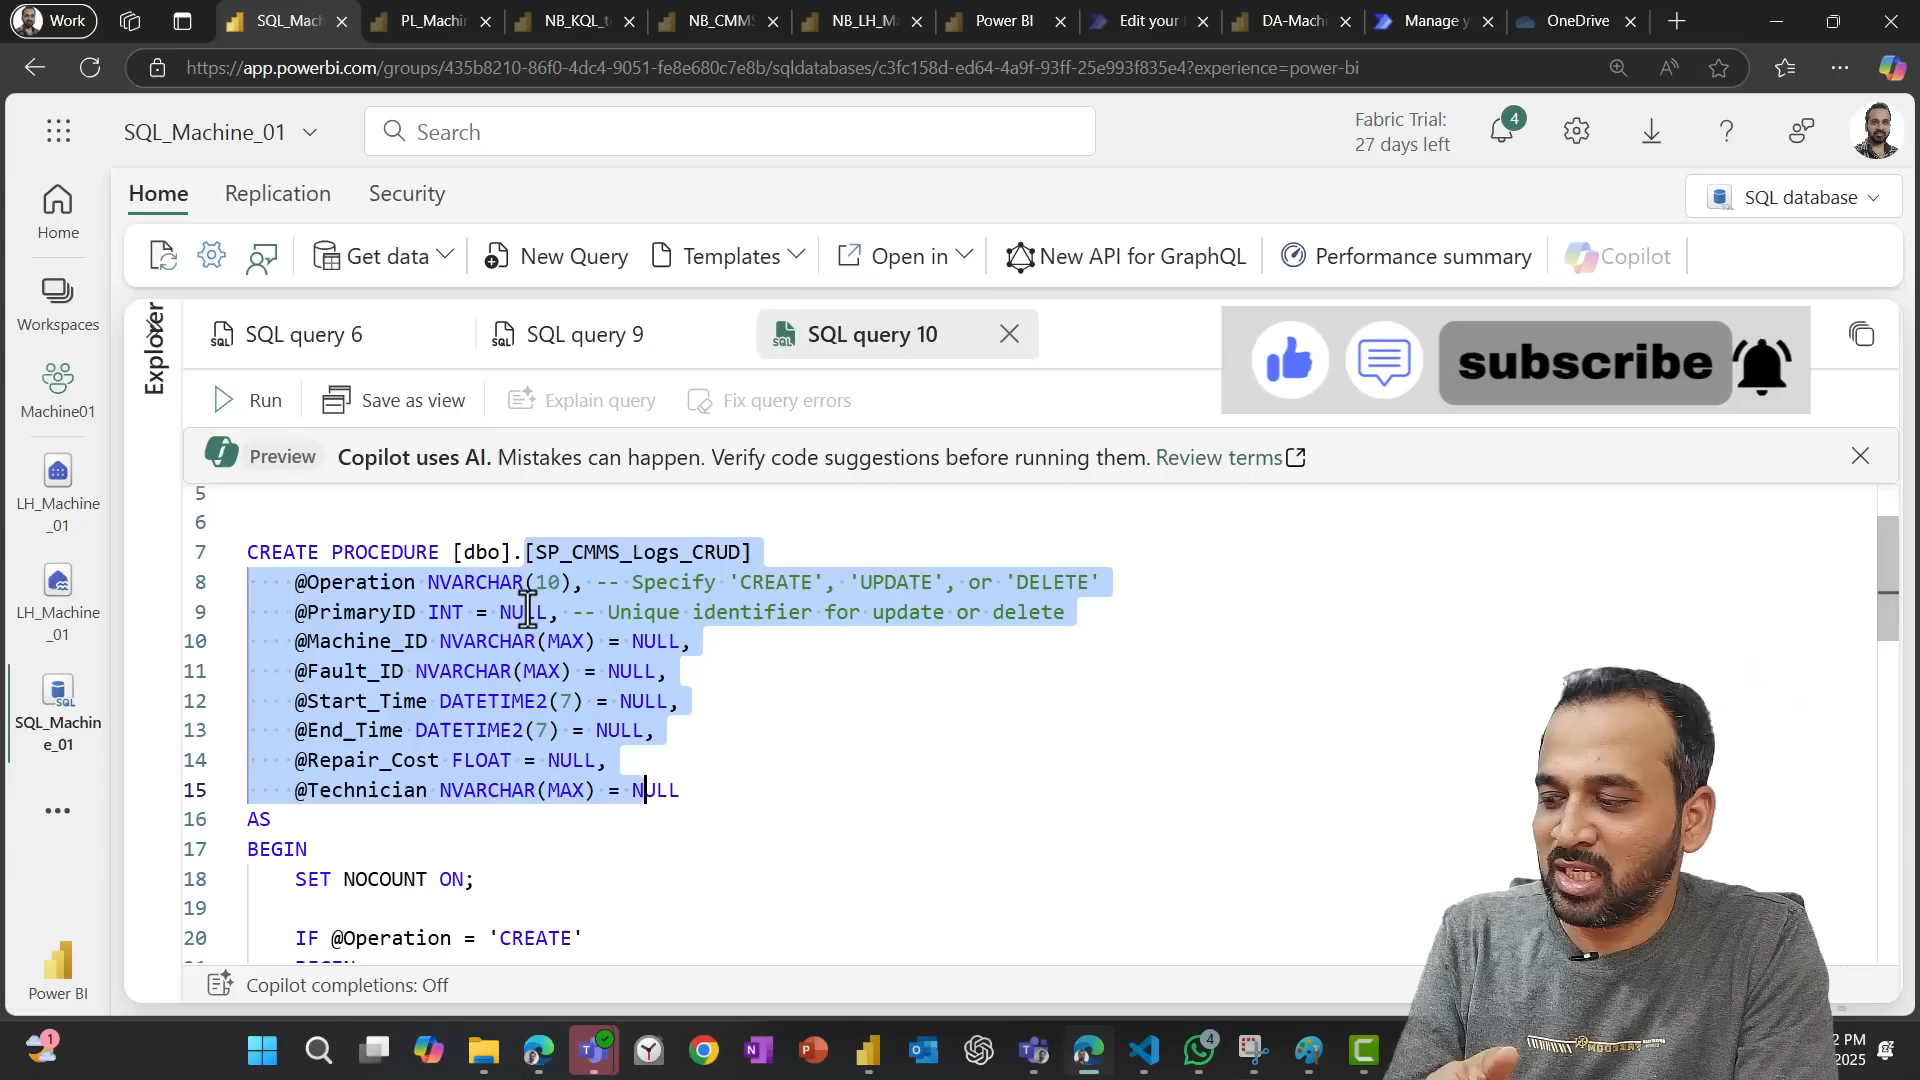 Work
SQL_Mach
PL_Machi
NB_KQL_t
NB_CMMS
NB_LH_M
Power BI
Edit your
DA-Mach
Manage y
OneDrive
https://app.powerbi.com/groups/435b8210-86f0-4dc4-9051-fe8e680c7e8b/sqldatabases/c3fc158d-ed64-4a9f-93ff-25e993f835e4?experience=power-bi
SQL_Machine_01
Search
Fabric Trial:
27 days left
4
Home
Replication
Security
SQL database
Get data
New Query
Templates
Open in
New API for GraphQL
Performance summary
Copilot
Home
Workspaces
Machine01
LH_Machine
_01
LH_Machine
_01
SQL_Machin
e_01
Power BI
Explorer
SQL query 6
SQL query 9
SQL query 10
subscribe
Run
Save as view
Explain query
Fix query errors
Preview
Copilot uses AI. Mistakes can happen. Verify code suggestions before running them. Review terms
5
6
7 CREATE PROCEDURE [dbo].[SP_CMMS_Logs_CRUD]
8 @Operation NVARCHAR(10), -- Specify 'CREATE', 'UPDATE', or 'DELETE'
9 @PrimaryID INT = NULL, -- Unique identifier for update or delete
10 @Machine_ID NVARCHAR(MAX) = NULL,
11 @Fault_ID NVARCHAR(MAX) = NULL,
12 @Start_Time DATETIME2(7) = NULL,
13 @End_Time DATETIME2(7) = NULL,
14 @Repair_Cost FLOAT = NULL,
15 @Technician NVARCHAR(MAX) = NULL
16 AS
17 BEGIN
18 SET NOCOUNT ON;
19
20 IF @Operation = 'CREATE'
Copilot completions: Off
1
4
2 PM
2025